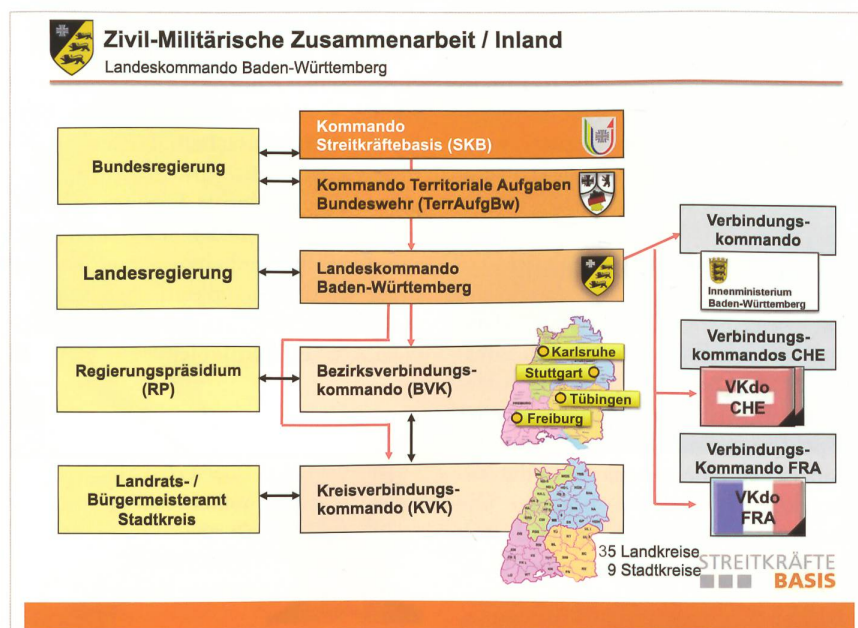 Zivil-Militärische Zusammenarbeit / Inland
Landeskommando Baden-Württemberg
Kommando
Streitkräftebasis (SKB)
Bundesregierung
Kommando Territoriale Aufgaben
Bundeswehr (TerrAufgBw)
Verbindungs-
kommando
Landesregierung
Landeskommando
Baden-Württemberg
Innenministerium
Baden-Württemberg
Verbindungs-
kommandos CHE
VKdo
CHE
Regierungspräsidium
(RP)
Bezirksverbindungs-
kommando (BVK)
Karlsruhe
Stuttgart
Tübingen
Freiburg
Verbindungs-
Kommando FRA
VKdo
FRA
Landrats- /
Bürgermeisteramt
Stadtkreis
Kreisverbindungs-
kommando (KVK)
35 Landkreise
9 Stadtkreise
STREITKRÄFTE
BASIS